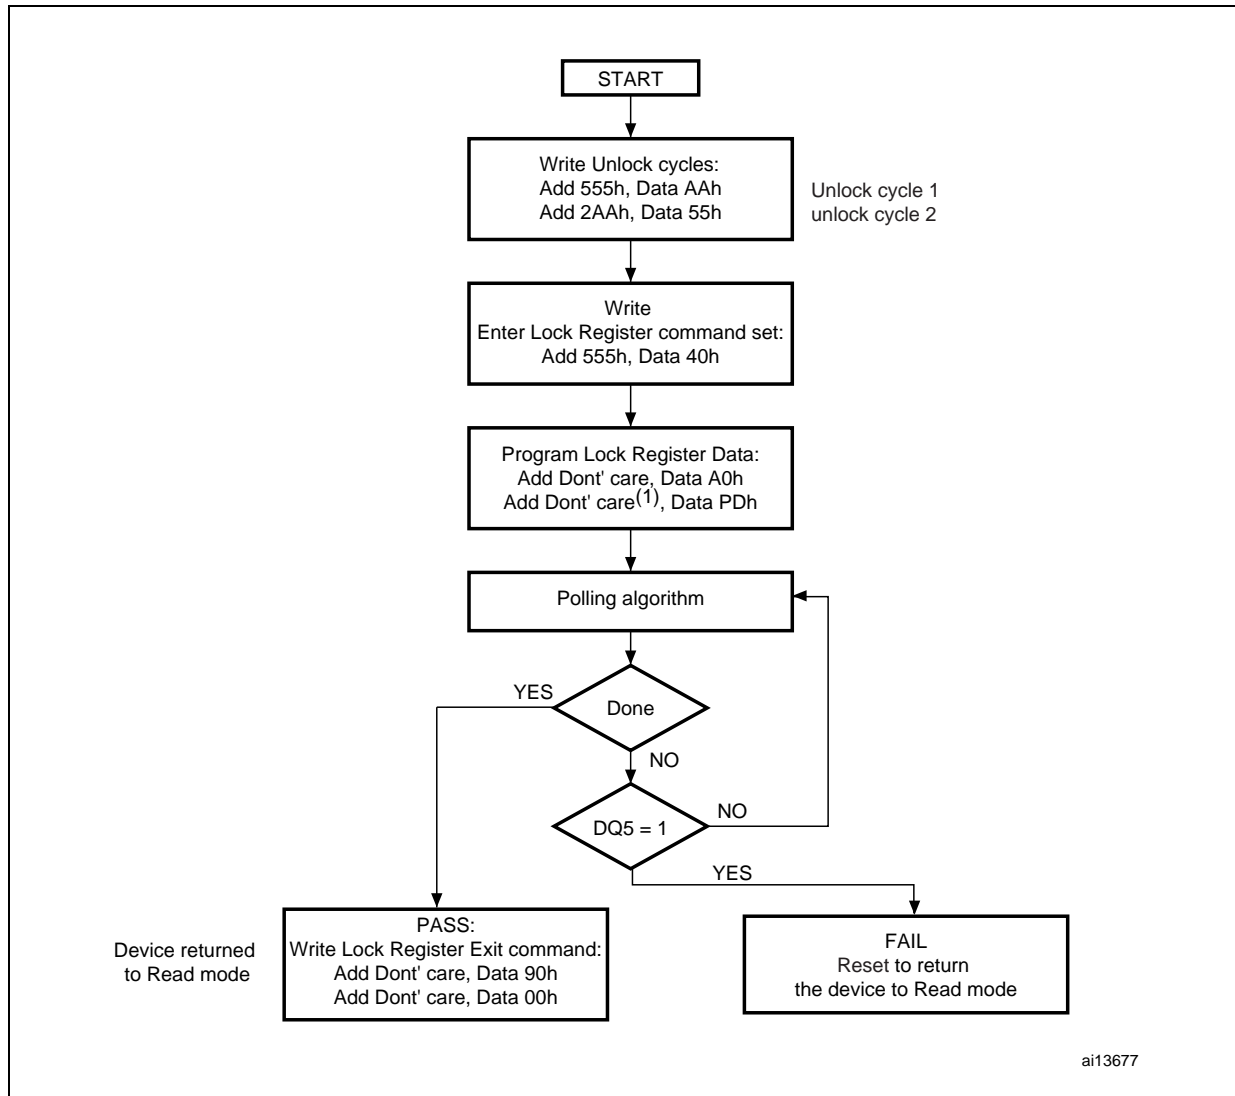 START
Write Unlock cycles:
Add 555h, Data AAh
Add 2AAh, Data 55h
Unlock cycle 1
unlock cycle 2
Write
Enter Lock Register command set:
Add 555h, Data 40h
Program Lock Register Data:
Add Dont' care, Data A0h
Add Dont' care(1), Data PDh
Polling algorithm
YES
Done
NO
DQ5 = 1
NO
YES
Device returned
to Read mode
PASS:
Write Lock Register Exit command:
Add Dont' care, Data 90h
Add Dont' care, Data 00h
FAIL
Reset to return
the device to Read mode
ai13677